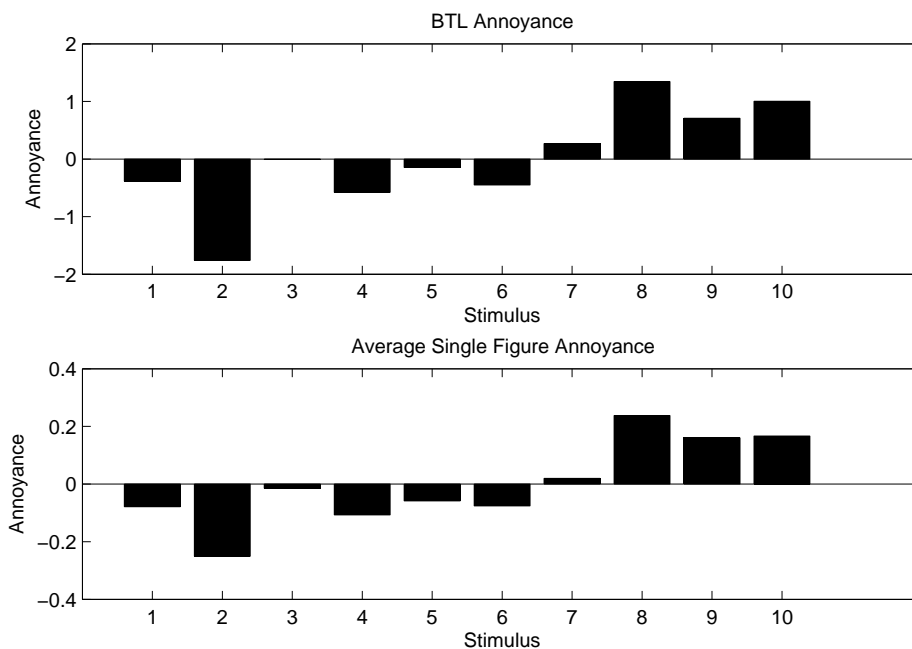 BTL Annoyance
2
1
0
−1
−2
Annoyance
1 2 3 4 5 6 7 8 9 10
Stimulus
Average Single Figure Annoyance
0.4
0.2
0
−0.2
−0.4
Annoyance
1 2 3 4 5 6 7 8 9 10
Stimulus